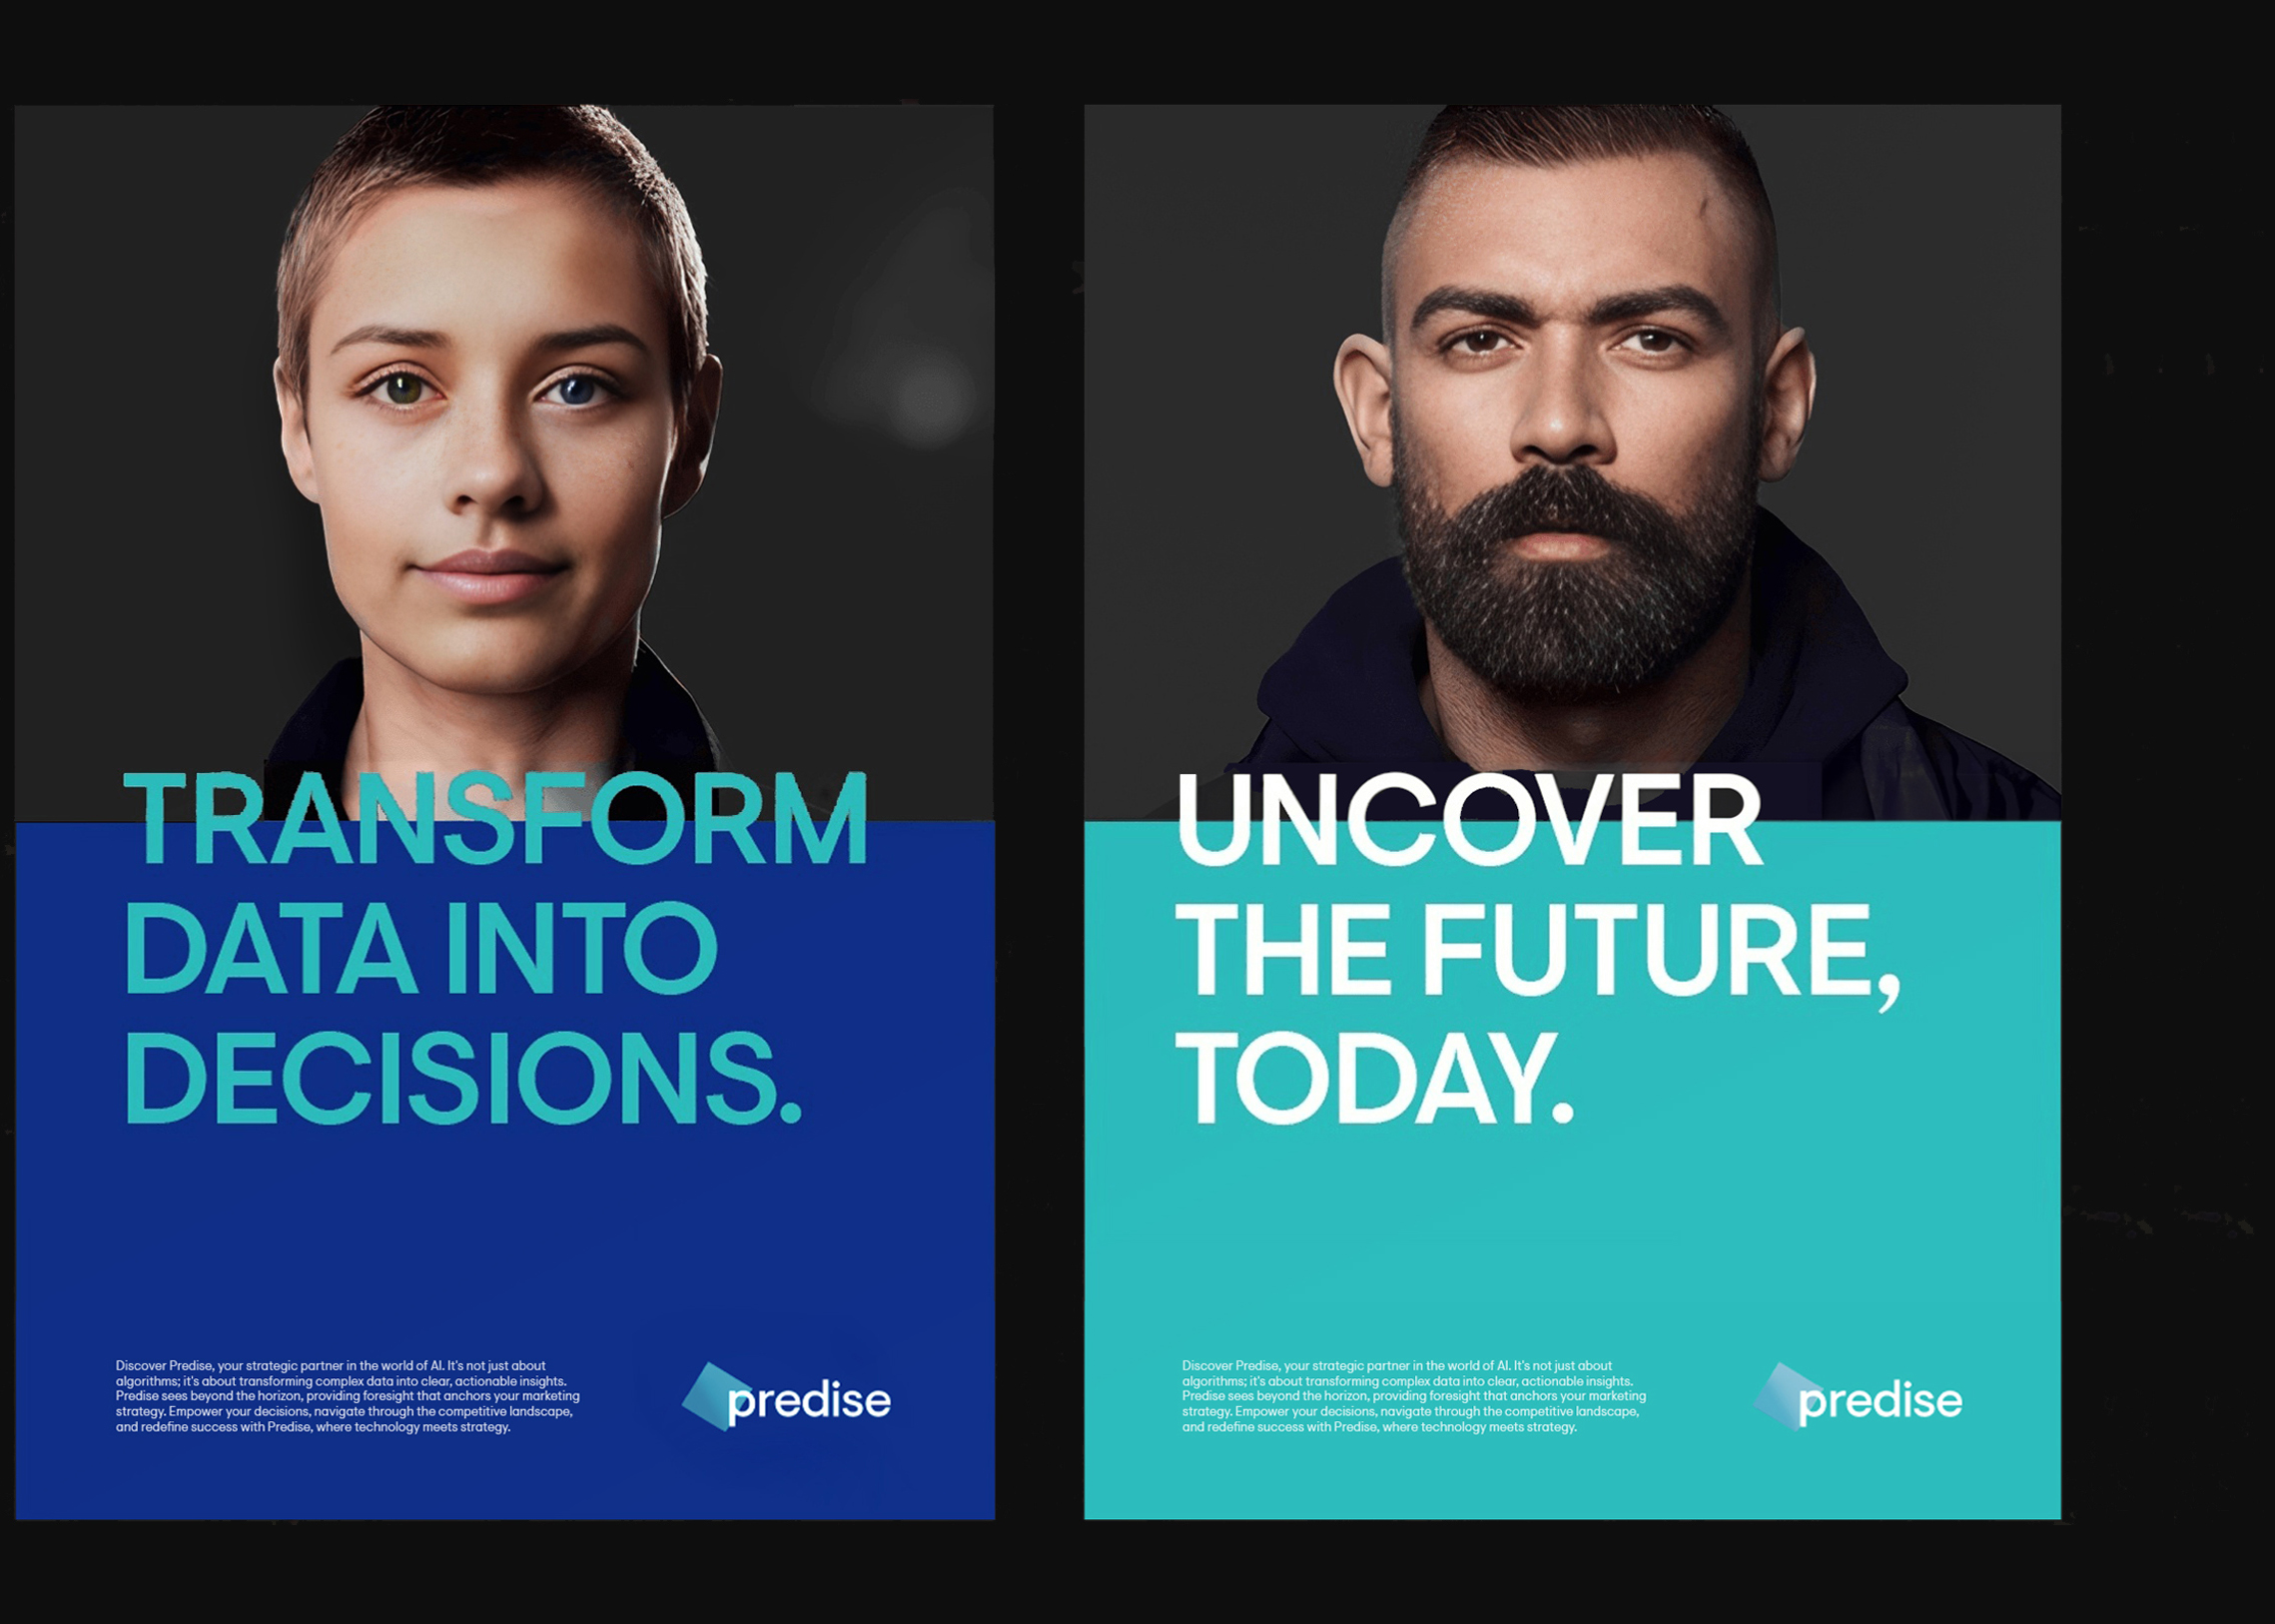 TRANSFORM
DATA INTO
DECISIONS.
Discover Predise, your strategic partner in the world of AI. It's not just about
algorithms; it's about transforming complex data into clear, actionable insights.
Predise sees beyond the horizon, providing foresight that anchors your marketing
strategy. Empower your decisions, navigate through the competitive landscape,
and redefine success with Predise, where technology meets strategy.
predise
UNCOVER
THE FUTURE,
TODAY.
Discover Predise, your strategic partner in the world of AI. It's not just about
algorithms; it's about transforming complex data into clear, actionable insights.
Predise sees beyond the horizon, providing foresight that anchors your marketing
strategy. Empower your decisions, navigate through the competitive landscape,
and redefine success with Predise, where technology meets strategy.
predise